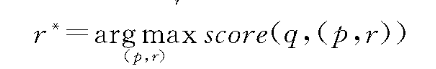 r* = arg max score(q, (p, r))
(p, r)